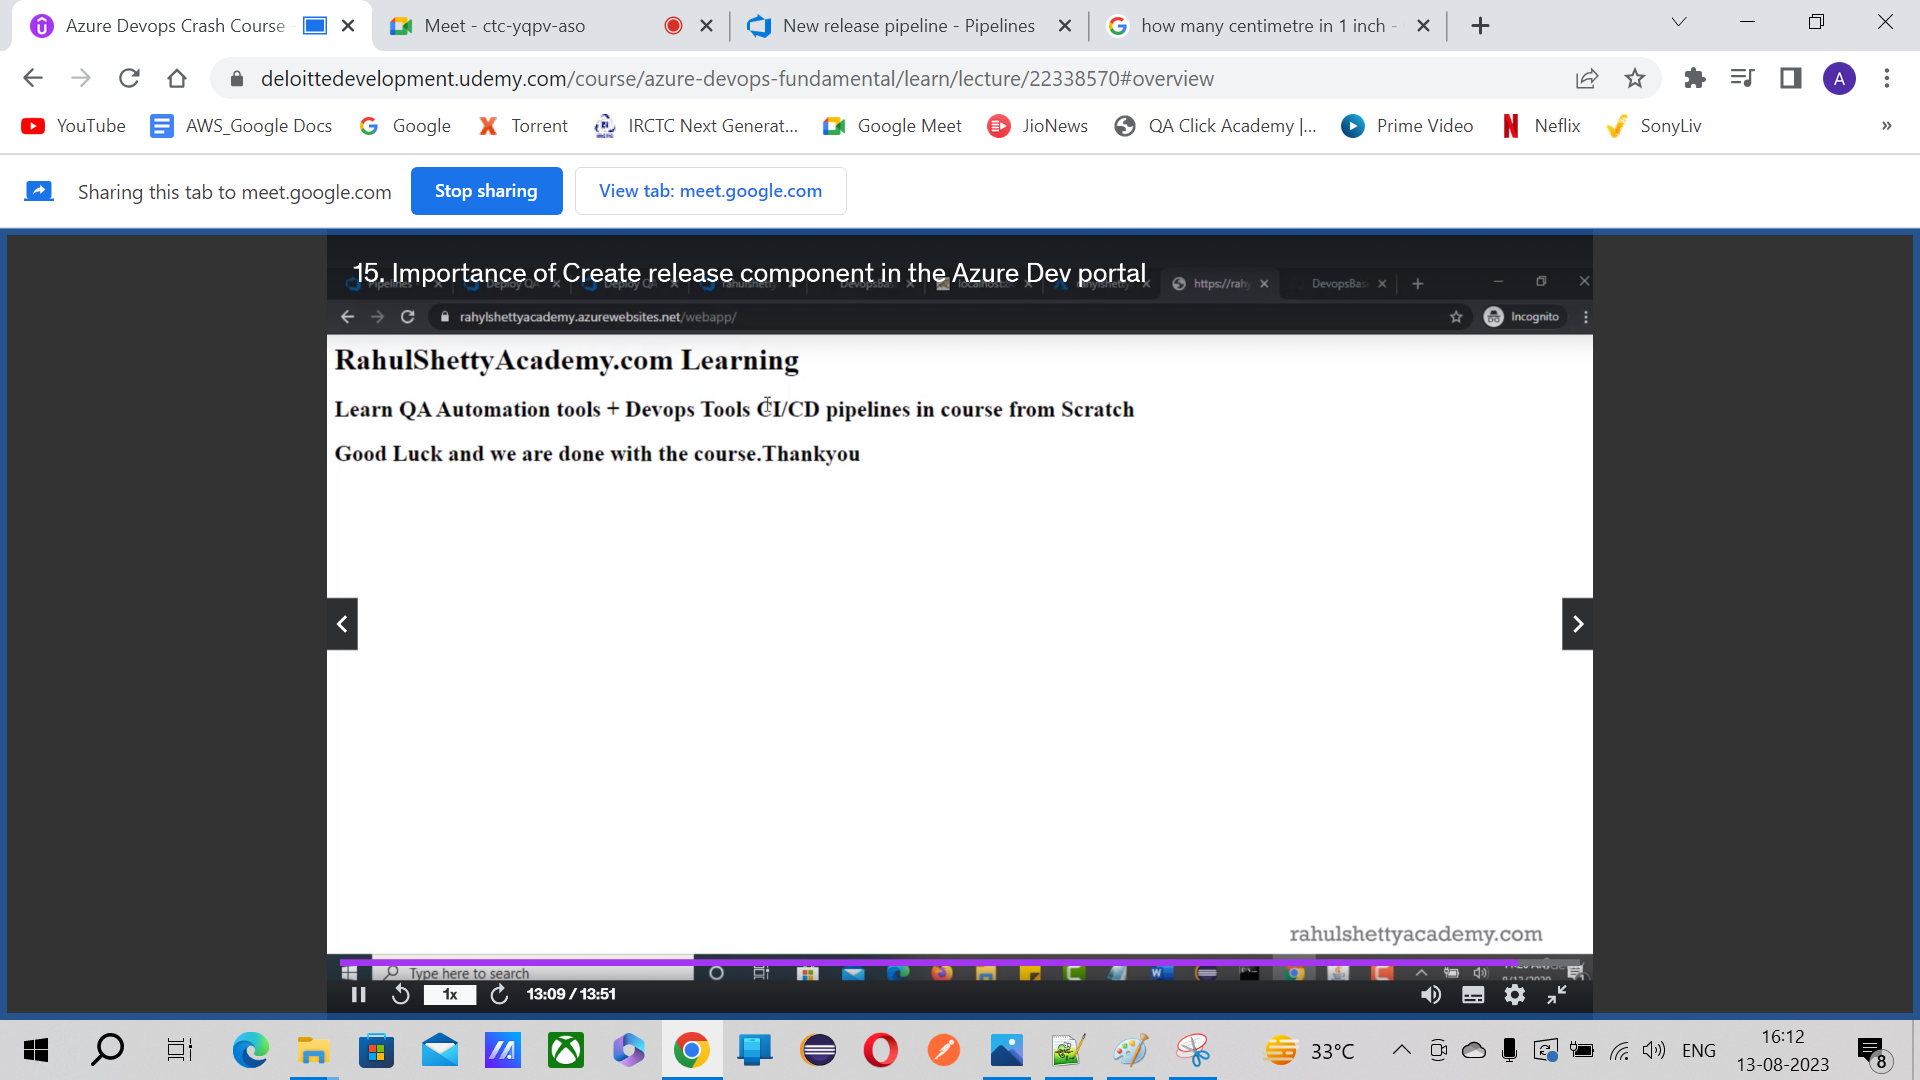 Azure Devops Crash Course
Meet - ctc-yqpv-aso
New release pipeline - Pipelines
how many centimetre in 1 inch -
deloittedevelopment.udemy.com/course/azure-devops-fundamental/learn/lecture/22338570#overview
A
YouTube
AWS_Google Docs
Google
Torrent
IRCTC Next Generat...
Google Meet
JioNews
QA Click Academy |...
Prime Video
Neflix
SonyLiv
»
Sharing this tab to meet.google.com
Stop sharing
View tab: meet.google.com
15. Importance of Create release component in the Azure Dev portal
https://rahy
DevopsBas
rahylshettyacademy.azurewebsites.net/webapp/
Incognito
RahulShettyAcademy.com Learning
Learn QA Automation tools + Devops Tools CI/CD pipelines in course from Scratch
Good Luck and we are done with the course.Thankyou
rahulshettyacademy.com
Type here to search
1x
13:09 / 13:51
33°C
ENG
16:12
13-08-2023
8